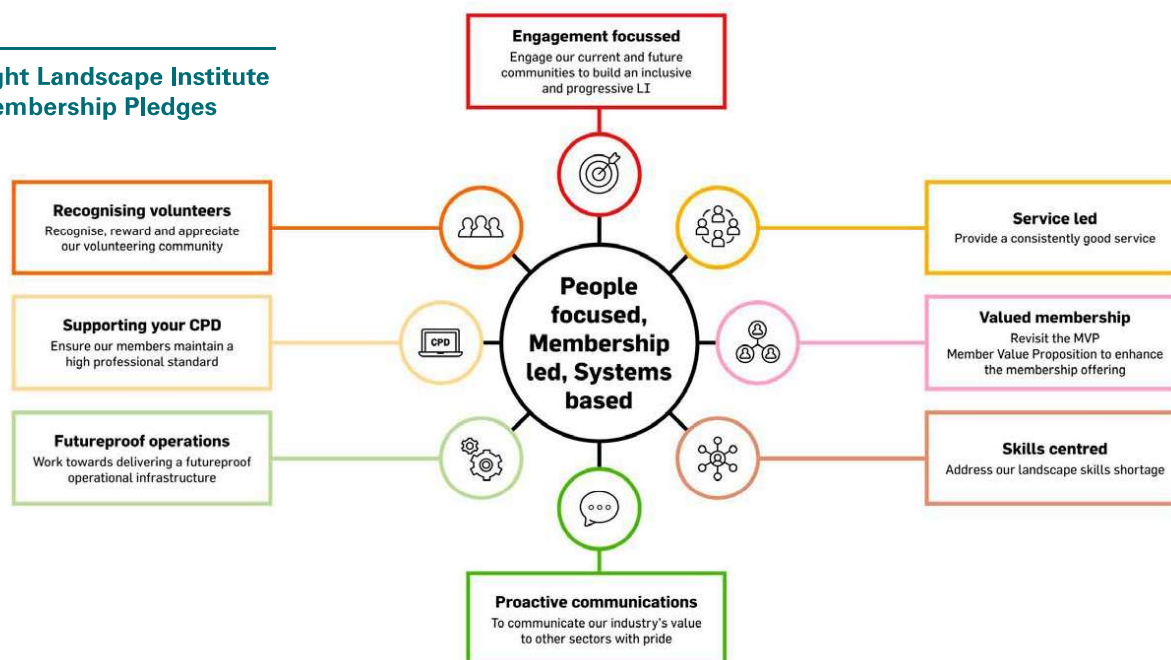 ght Landscape Institute
embership Pledges
Engagement focussed
Engage our current and future
communities to build an inclusive
and progressive LI
Recognising volunteers
Recognise, reward and appreciate
our volunteering community
Service led
Provide a consistently good service
People
focused,
Membership
led, Systems
based
Supporting your CPD
Ensure our members maintain a
high professional standard
CPD
Valued membership
Revisit the MVP
Member Value Proposition to enhance
the membership offering
Futureproof operations
Work towards delivering a futureproof
operational infrastructure
Skills centred
Address our landscape skills shortage
Proactive communications
To communicate our industry's value
to other sectors with pride